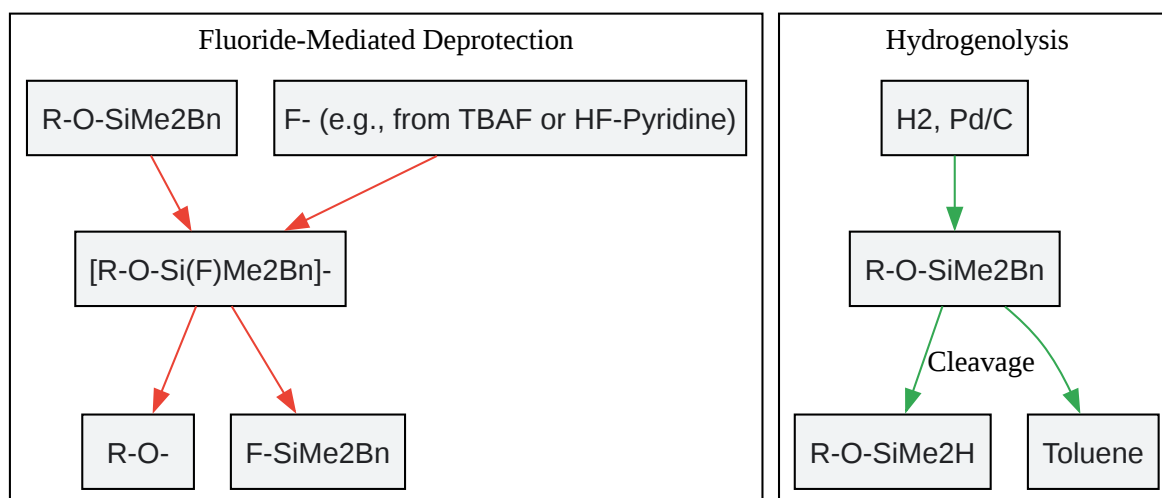 Fluoride-Mediated Deprotection
R-O-SiMe2Bn
F- (e.g., from TBAF or HF-Pyridine)
[R-O-Si(F)Me2Bn]-
R-O-
F-SiMe2Bn
Hydrogenolysis
H2, Pd/C
R-O-SiMe2Bn
Cleavage
R-O-SiMe2H
Toluene